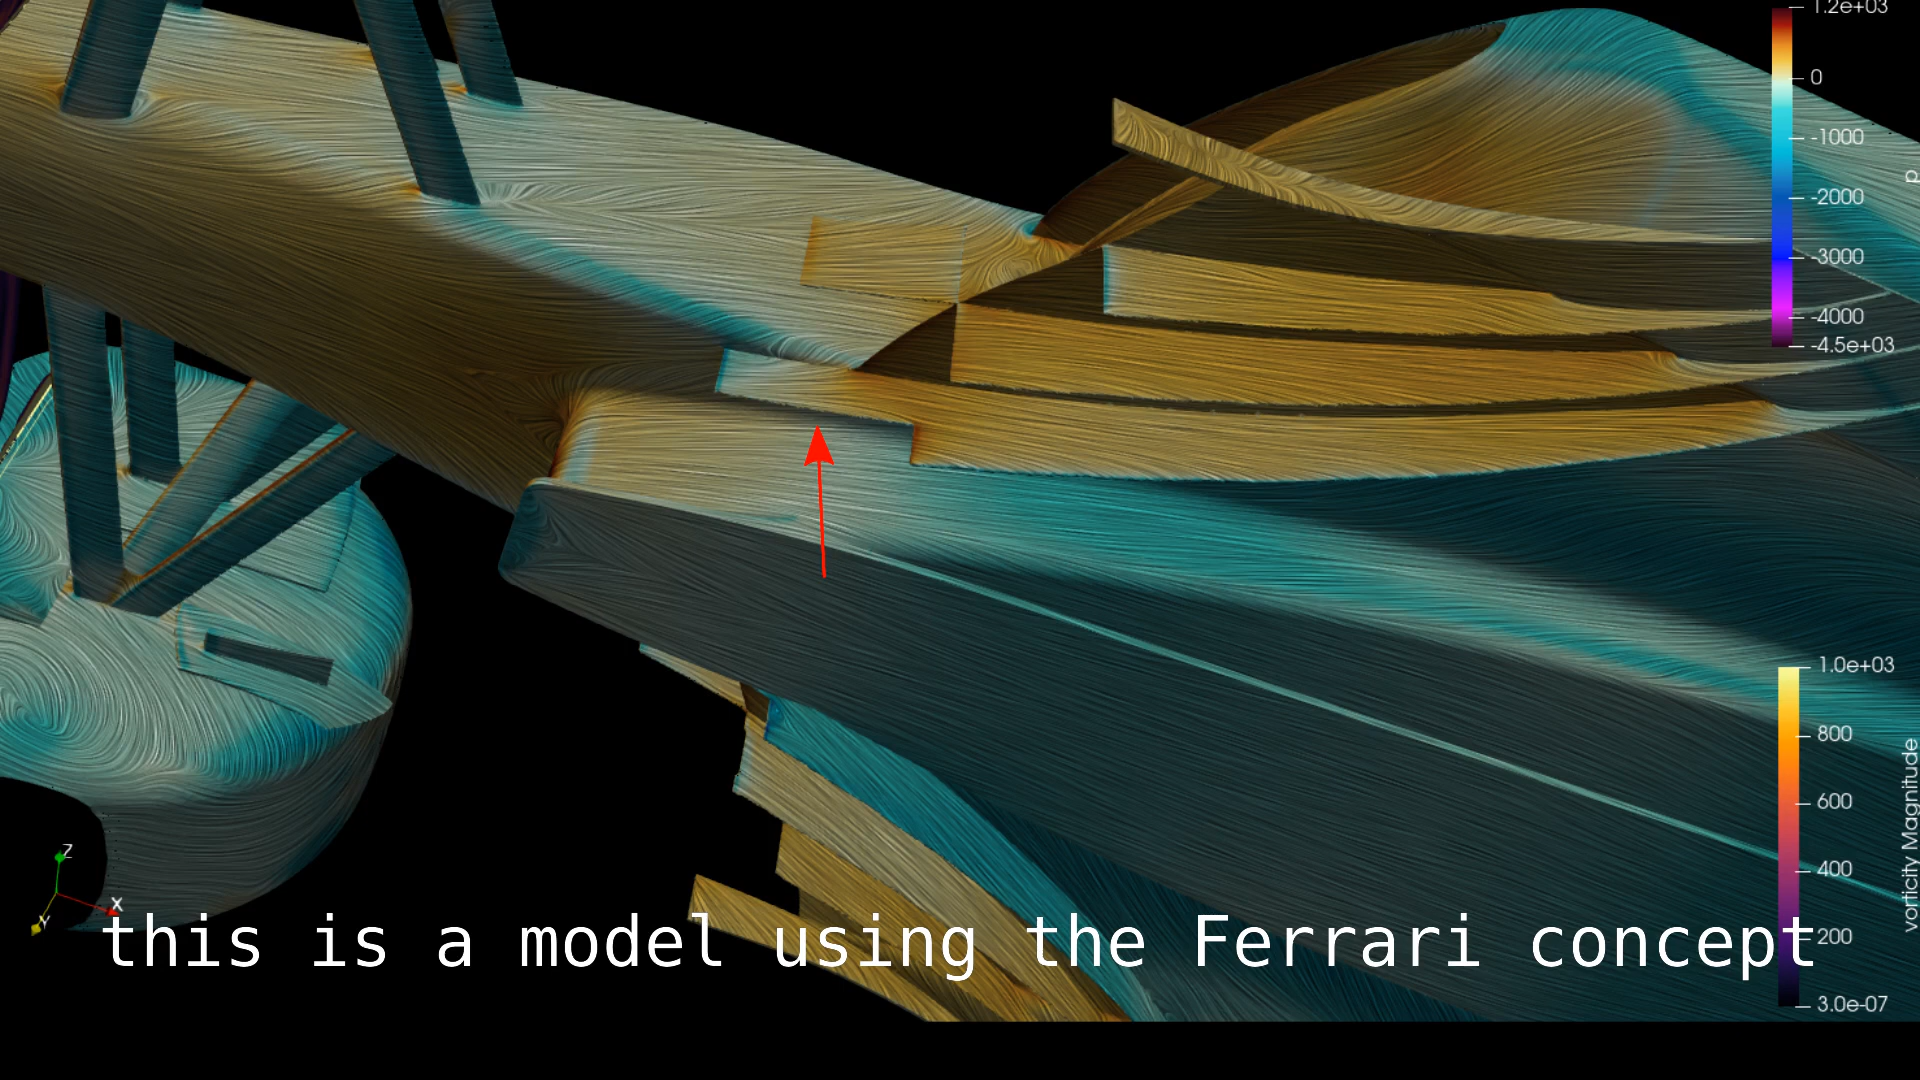 1.2e+03
0
-1000
-2000
-3000
-4000
-4.5e+03
p
1.0e+03
800
600
400
200
3.0e-07
vorticity Magnitude
Z
X
Y
this is a model using the Ferrari concept